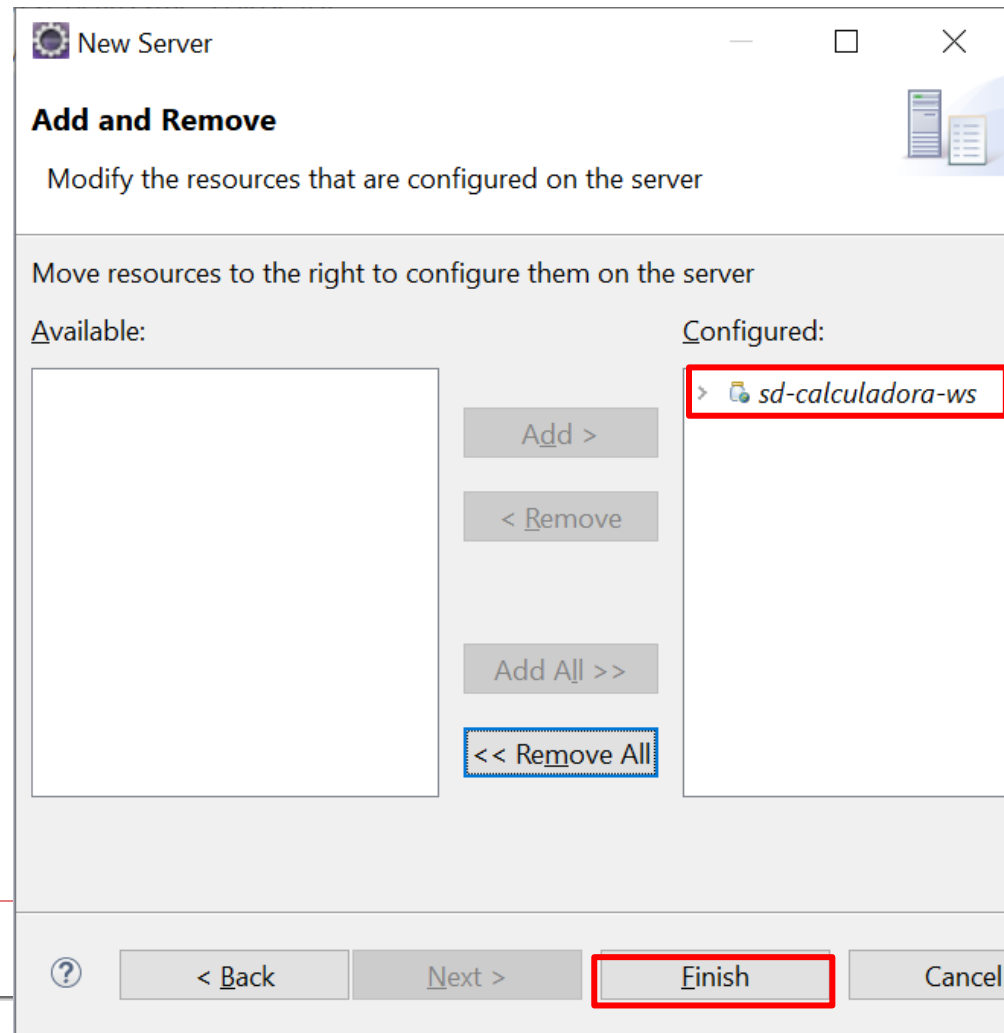 New Server
Add and Remove
Modify the resources that are configured on the server
Move resources to the right to configure them on the server
Available:
Configured:
sd-calculadora-ws
Add >
< Remove
Add All >>
<< Remove All
?
< Back
Next >
Finish
Cancel